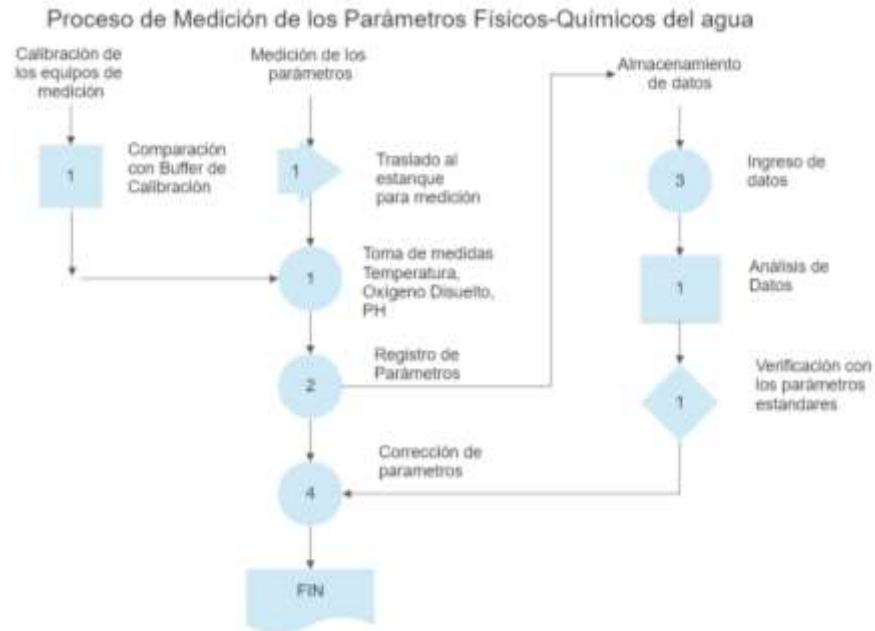 Proceso de Medición de los Parámetros Físicos-Químicos del agua
Calibración de
los equipos de
medición
1
Comparación
con Buffer de
Calibración
Medición de los
parámetros
1
Traslado al
estanque
para medición
1
Toma de medidas
Temperatura,
Oxígeno Disuelto,
PH
2
Registro de
Parámetros
4
Corrección de
parametros
FIN
Almacenamiento
de datos
3
Ingreso de
datos
1
Análisis de
Datos
1
Verificación con
los parámetros
estandares